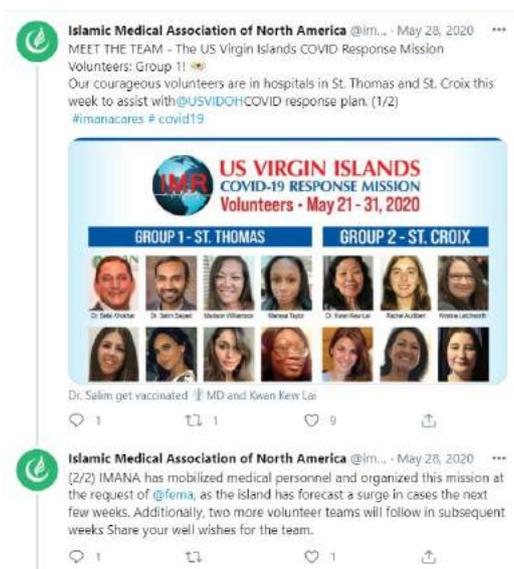 Islamic Medical Association of North America @im... · May 28, 2020
MEET THE TEAM - The US Virgin Islands COVID Response Mission
Volunteers: Group 1!
Our courageous volunteers are in hospitals in St. Thomas and St. Croix this
week to assist with@USVIDOHCOVID response plan. (1/2)
#imanacares # covid19
IMR
US VIRGIN ISLANDS
COVID-19 RESPONSE MISSION
Volunteers • May 21 - 31, 2020
GROUP 1 - ST. THOMAS
GROUP 2 - ST. CROIX
Dr. Kwan Kew Lai
Dr. Salim get vaccinated MD and Kwan Kew Lai
1 1 9
Islamic Medical Association of North America @im... · May 28, 2020
(2/2) IMANA has mobilized medical personnel and organized this mission at
the request of @fema, as the island has forecast a surge in cases the next
few weeks. Additionally, two more volunteer teams will follow in subsequent
weeks Share your well wishes for the team.
1 1